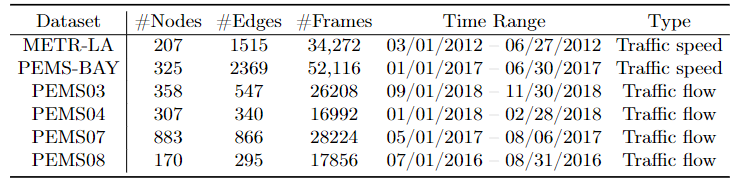 Dataset #Nodes #Edges #Frames Time Range Type
METR-LA 207 1515 34,272 03/01/2012 – 06/27/2012 Traffic speed
PEMS-BAY 325 2369 52,116 01/01/2017 – 06/30/2017 Traffic speed
PEMS03 358 547 26208 09/01/2018 – 11/30/2018 Traffic flow
PEMS04 307 340 16992 01/01/2018 – 02/28/2018 Traffic flow
PEMS07 883 866 28224 05/01/2017 – 08/06/2017 Traffic flow
PEMS08 170 295 17856 07/01/2016 – 08/31/2016 Traffic flow